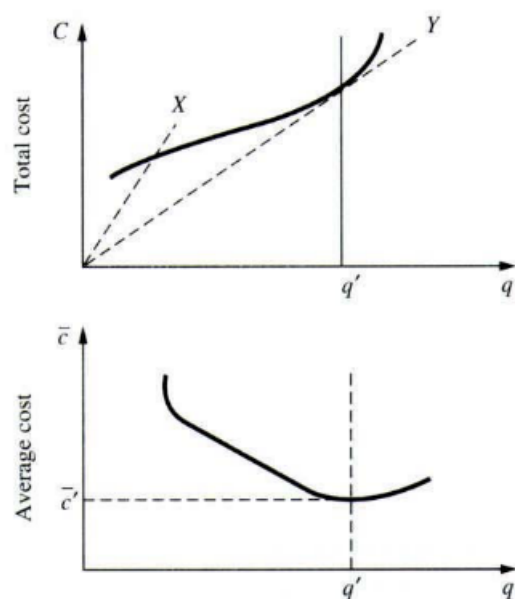 C
Total cost
X
Y
q′
q
c̄
Average cost
c̄′
q′
q